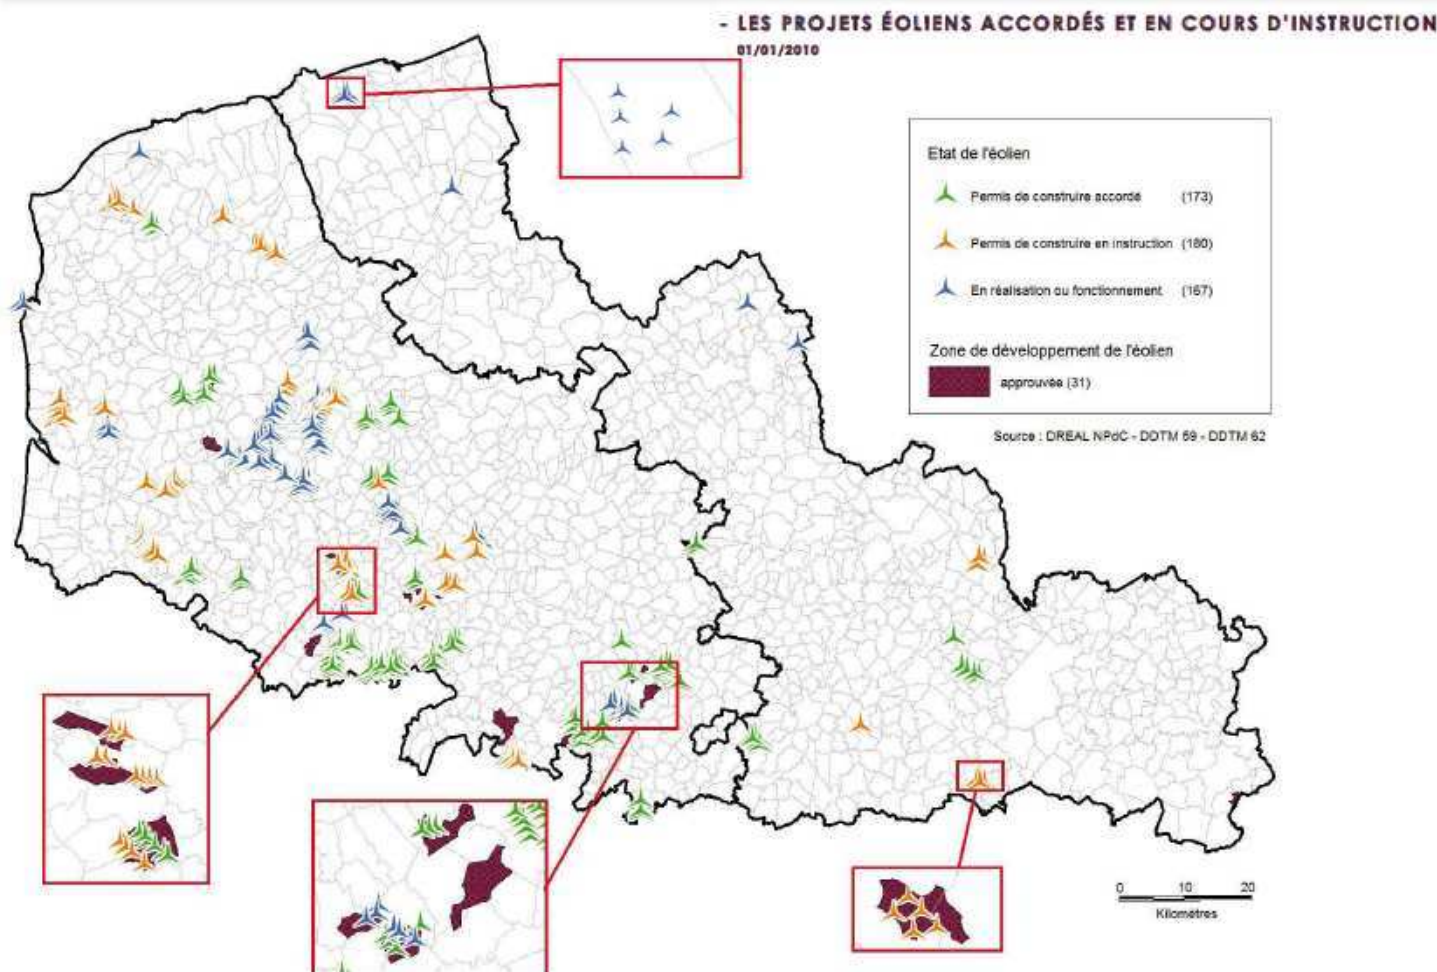 - LES PROJETS ÉOLIENS ACCORDÉS ET EN COURS D'INSTRUCTION
01/01/2010
Etat de l'éolien
Permis de construire accordé (173)
Permis de construire en instruction (180)
En réalisation ou fonctionnement (167)
Zone de développement de l'éolien
approuvée (31)
Source : DREAL NPdC - DDTM 59 - DDTM 62
0 10 20
Kilomètres